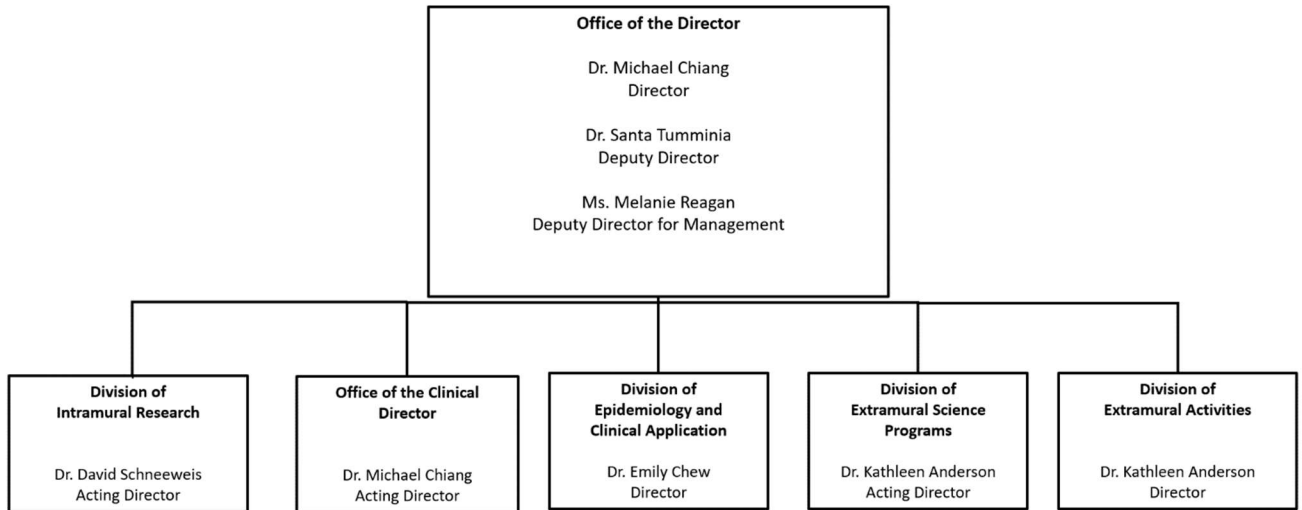 Office of the Director
Dr. Michael Chiang
Director
Dr. Santa Tumminia
Deputy Director
Ms. Melanie Reagan
Deputy Director for Management
Division of
Intramural Research
Dr. David Schneeweis
Acting Director
Office of the Clinical
Director
Dr. Michael Chiang
Acting Director
Division of
Epidemiology and
Clinical Application
Dr. Emily Chew
Director
Division of
Extramural Science
Programs
Dr. Kathleen Anderson
Acting Director
Division of
Extramural Activities
Dr. Kathleen Anderson
Director